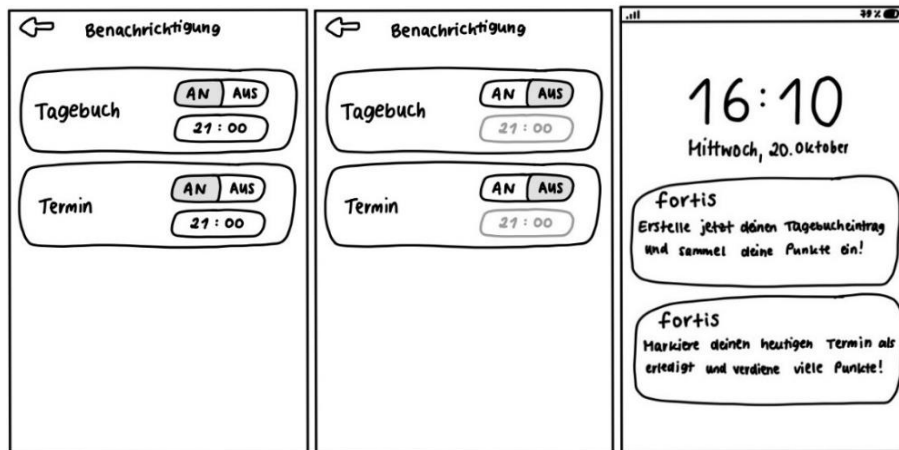 Benachrichtigung
Tagebuch
AN AUS
21:00
Termin
AN AUS
21:00
Benachrichtigung
Tagebuch
AN AUS
21:00
Termin
AN AUS
21:00
79%
16:10
Mittwoch, 20. Oktober
fortis
Erstelle jetzt deinen Tagebucheintrag
und sammel deine Punkte ein!
fortis
Markiere deinen heutigen Termin als
erledigt und verdiene viele Punkte!